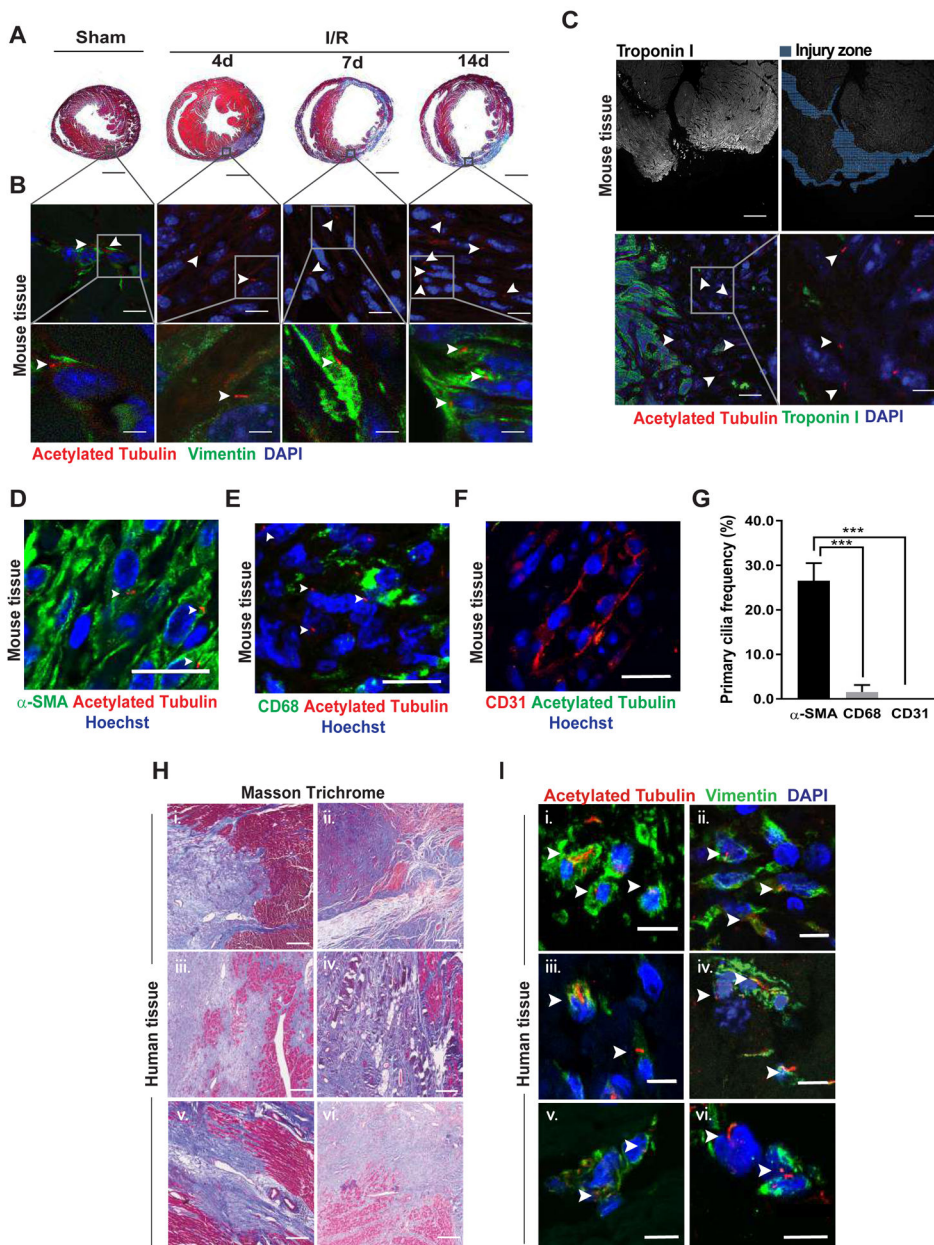 A
Sham
I/R
4d
7d
14d
B
Mouse tissue
Acetylated Tubulin Vimentin DAPI
C
Troponin I
Injury zone
Mouse tissue
Acetylated Tubulin Troponin I DAPI
D
Mouse tissue
α-SMA Acetylated Tubulin
Hoechst
E
Mouse tissue
CD68 Acetylated Tubulin
Hoechst
F
Mouse tissue
CD31 Acetylated Tubulin
Hoechst
G
Primary cilia frequency (%)
40.0
30.0
20.0
10.0
0.0
***
***
α-SMA CD68 CD31
H
Masson Trichrome
Human tissue
i.
ii.
iii.
iv.
v.
vi.
I
Acetylated Tubulin Vimentin DAPI
Human tissue
i.
ii.
iii.
iv.
v.
vi.